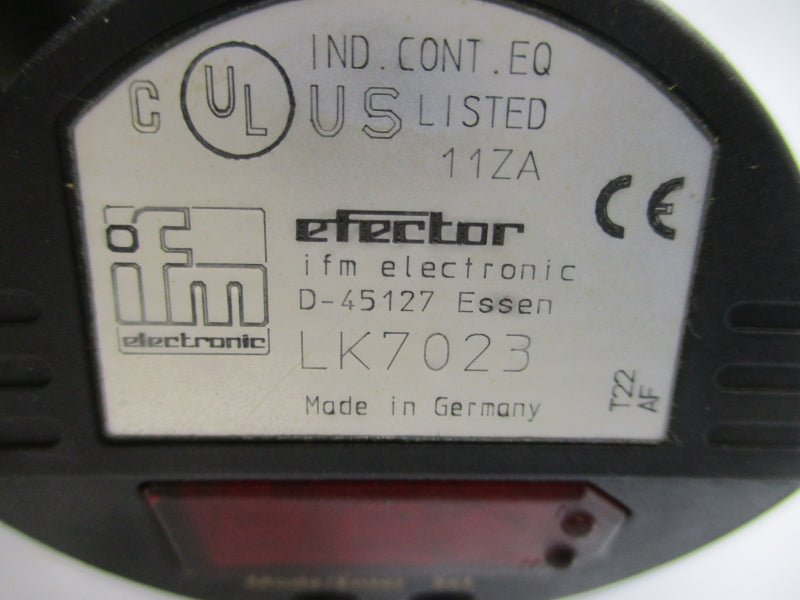 IND.CONT.EQ
C UL US LISTED
11ZA
CE
ifm
electronic
efector
ifm electronic
D-45127 Essen
LK7023
Made in Germany
T22
AF